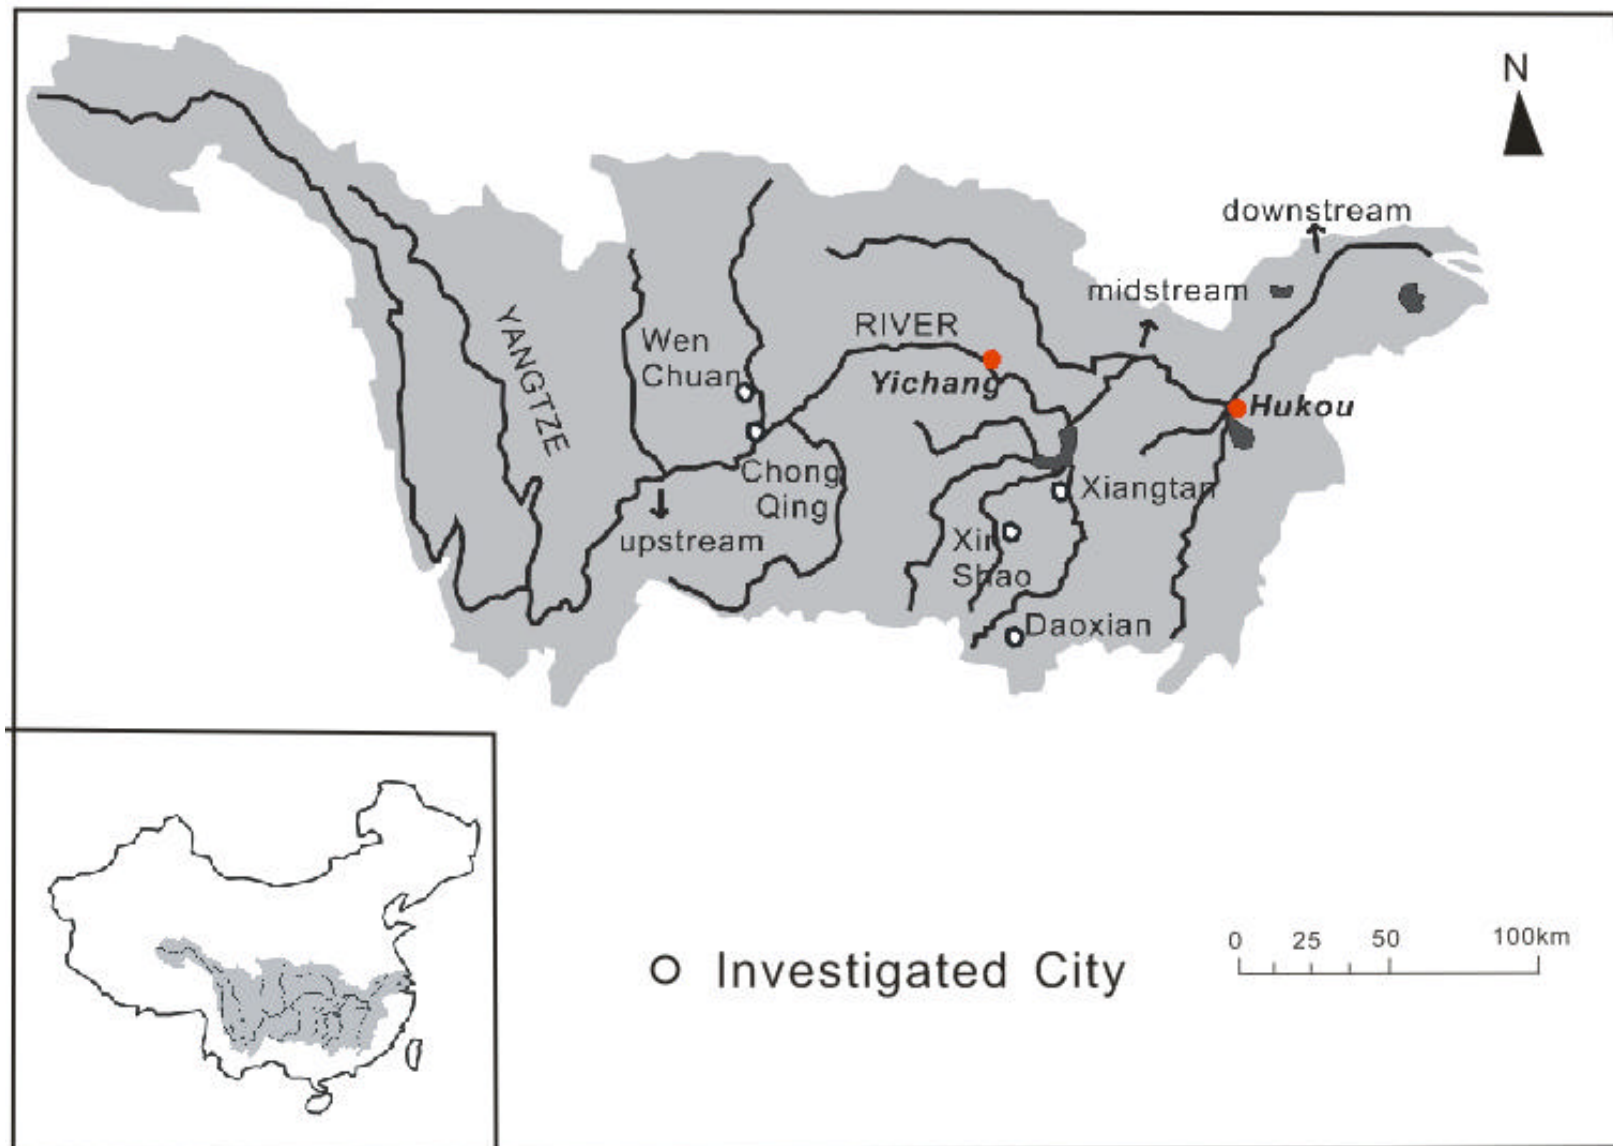 N
downstream
midstream
RIVER
YANGTZE
Wen
Chuan
Yichang
Hukou
Chong
Qing
Xiangtan
upstream
Xin
Shao
Daoxian
0 25 50 100km
Investigated City